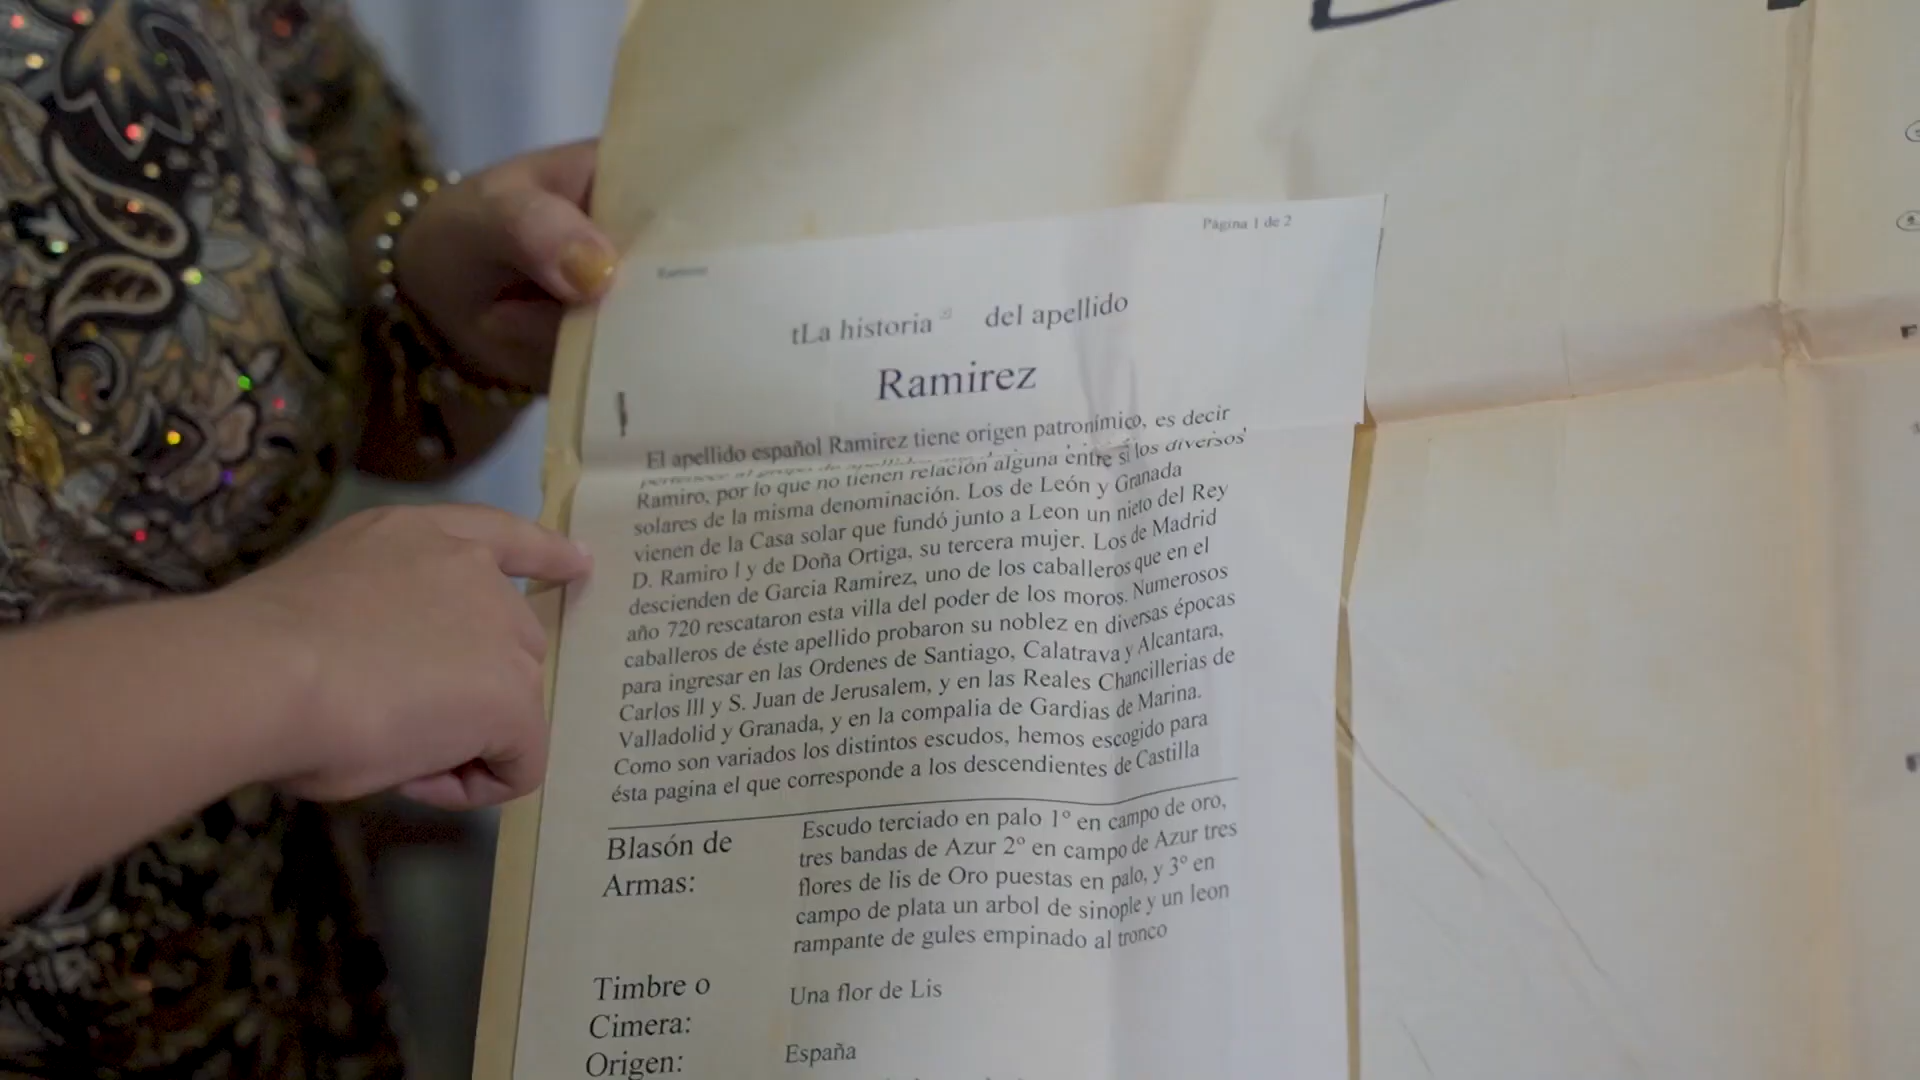 Página 1 de 2
Ramirez
tLa historia del apellido
Ramirez
El apellido español Ramirez tiene origen patronímico, es decir
Ramiro, por lo que no tienen relación alguna entre sí los diversos
solares de la misma denominación. Los de León y Granada
vienen de la Casa solar que fundó junto a Leon un nieto del Rey
D. Ramiro I y de Doña Ortiga, su tercera mujer. Los de Madrid
descienden de Garcia Ramirez, uno de los caballeros que en el
año 720 rescataron esta villa del poder de los moros. Numerosos
caballeros de éste apellido probaron su noblez en diversas épocas
para ingresar en las Ordenes de Santiago, Calatrava y Alcantara,
Carlos III y S. Juan de Jerusalem, y en las Reales Chancillerias de
Valladolid y Granada, y en la compalia de Gardias de Marina.
Como son variados los distintos escudos, hemos escogido para
ésta pagina el que corresponde a los descendientes de Castilla
Blasón de
Armas:
Escudo terciado en palo 1º en campo de oro,
tres bandas de Azur 2º en campo de Azur tres
flores de lis de Oro puestas en palo, y 3º en
campo de plata un arbol de sinople y un leon
rampante de gules empinado al tronco
Timbre o
Cimera:
Una flor de Lis
Origen:
España